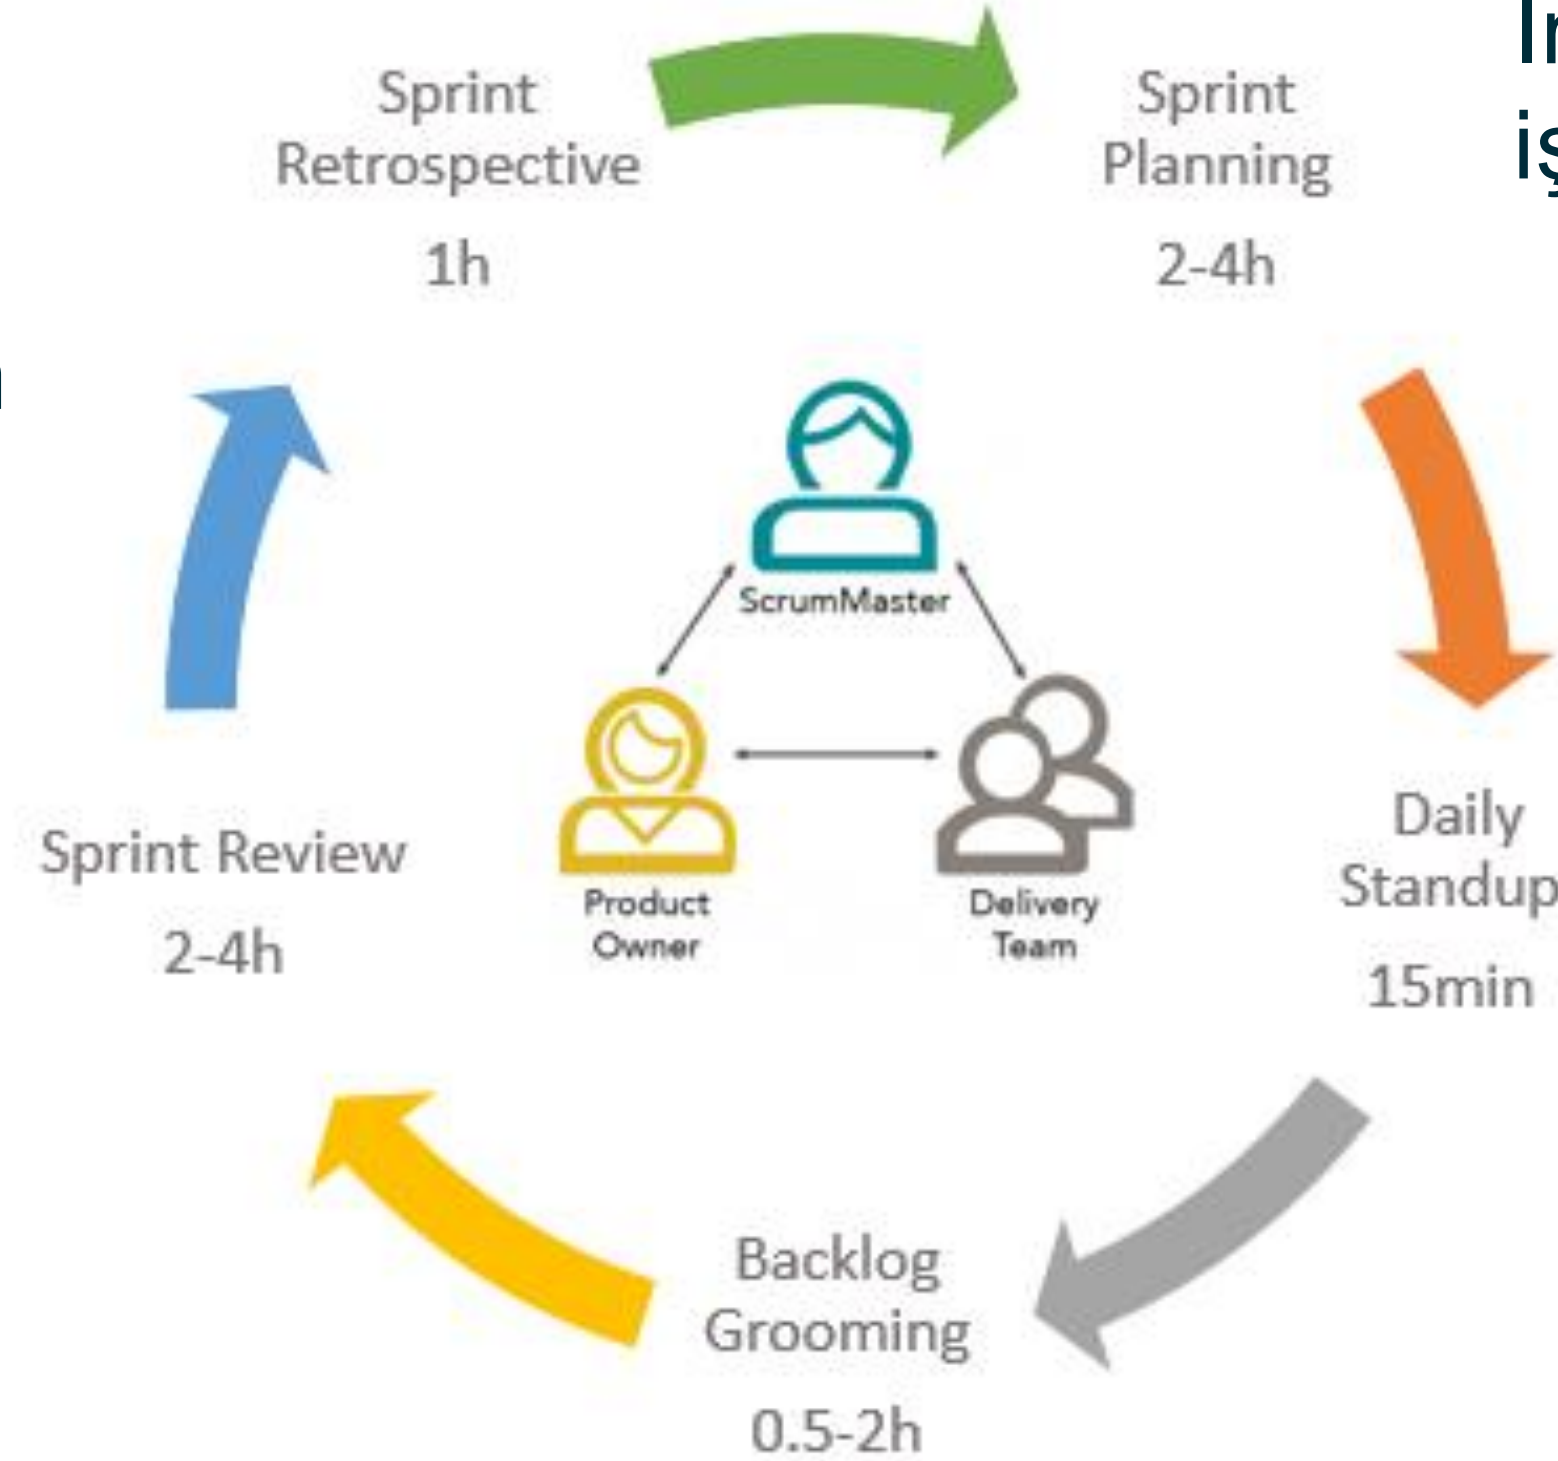 Sprint
Retrospective
1h
Sprint
Planning
2-4h
ScrumMaster
Product
Owner
Delivery
Team
Sprint Review
2-4h
Daily
Standup
15min
Backlog
Grooming
0.5-2h